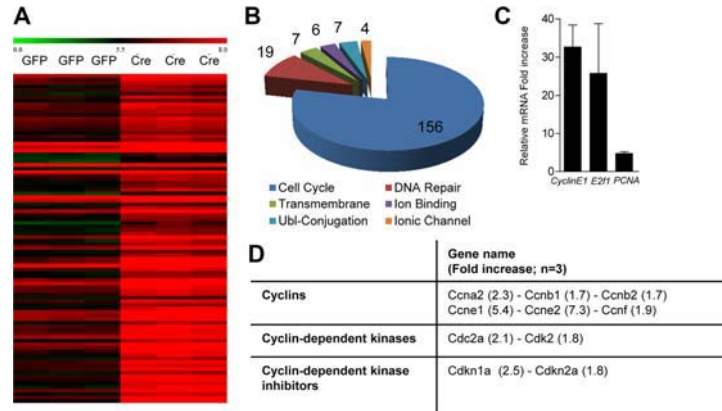 A
0.0 5.5 8.0
GFP GFP GFP Cre Cre Cre
B
19
7
6
7
4
156
Cell Cycle
DNA Repair
Transmembrane
Ion Binding
Ubl-Conjugation
Ionic Channel
C
Relative mRNA Fold increase
40
30
20
10
0
CyclinE1 E2f1 PCNA
D
Gene name
(Fold increase; n=3)
Cyclins
Ccna2 (2.3) - Ccnb1 (1.7) - Ccnb2 (1.7)
Ccne1 (5.4) - Ccne2 (7.3) - Ccnf (1.9)
Cyclin-dependent kinases
Cdc2a (2.1) - Cdk2 (1.8)
Cyclin-dependent kinase
inhibitors
Cdkn1a (2.5) - Cdkn2a (1.8)